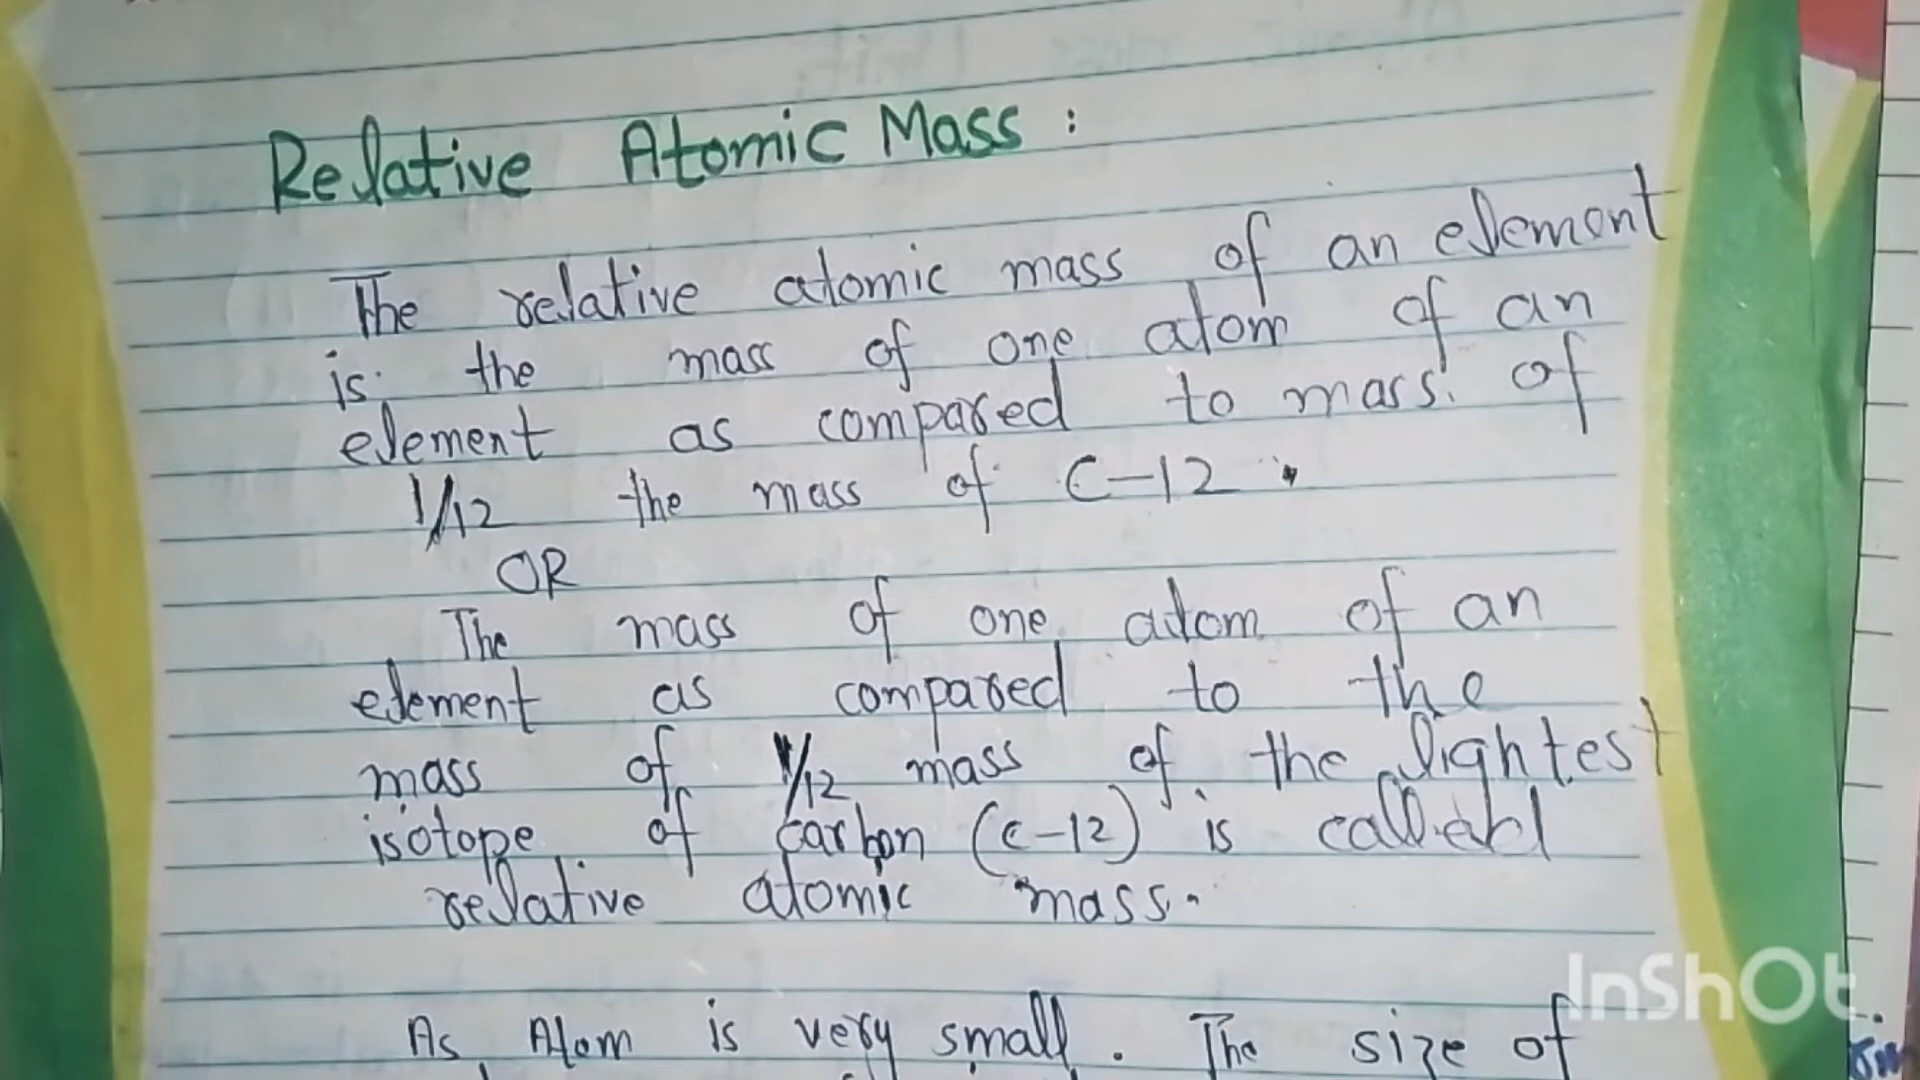 Relative Atomic Mass :
The relative atomic mass of an element
is the mass of one atom of an
element as compared to mass of
1/12 the mass of C-12 .
OR
The mass of one atom of an
element as compared to the
mass of 1/12 mass of the lightest
isotope of carbon (c-12) is called
relative atomic mass.
As Atom is very small . The size of
InShOt